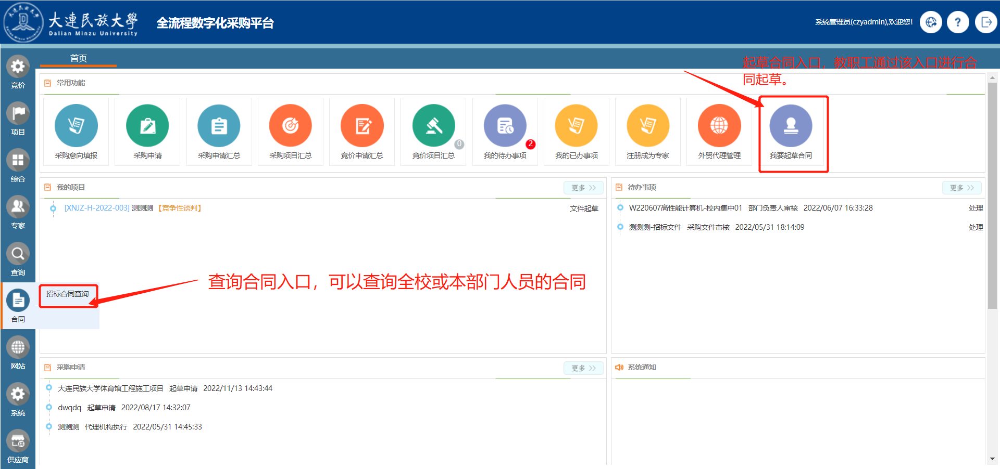 大連民族大學
Dalian Minzu University
全流程数字化采购平台
系统管理员(czyadmin),欢迎您!
首页
起草合同入口，教职工通过该入口进行合
同起草。
竞价
项目
综合
专家
查询
合同
网站
系统
供应商
招标合同查询
常用功能
采购意向填报
采购申请
采购申请汇总
采购项目汇总
竞价申请汇总
0
竞价项目汇总
2
我的待办事项
我的已办事项
注册成为专家
外贸代理管理
我要起草合同
我的项目
更多 >>
[XNJZ-H-2022-003] 测测测 【竞争性谈判】
文件起草
待办事项
更多 >>
W220607高性能计算机-校内集中01 部门负责人审核 2022/06/07 16:33:28
处理
测测测-招标文件 采购文件审核 2022/05/31 18:14:09
处理
查询合同入口，可以查询全校或本部门人员的合同
采购申请
更多 >>
大连民族大学体育馆工程施工项目 起草申请 2022/11/13 14:43:44
dwqdq 起草申请 2022/08/17 14:32:07
测测测 代理机构执行 2022/05/31 14:45:33
系统通知